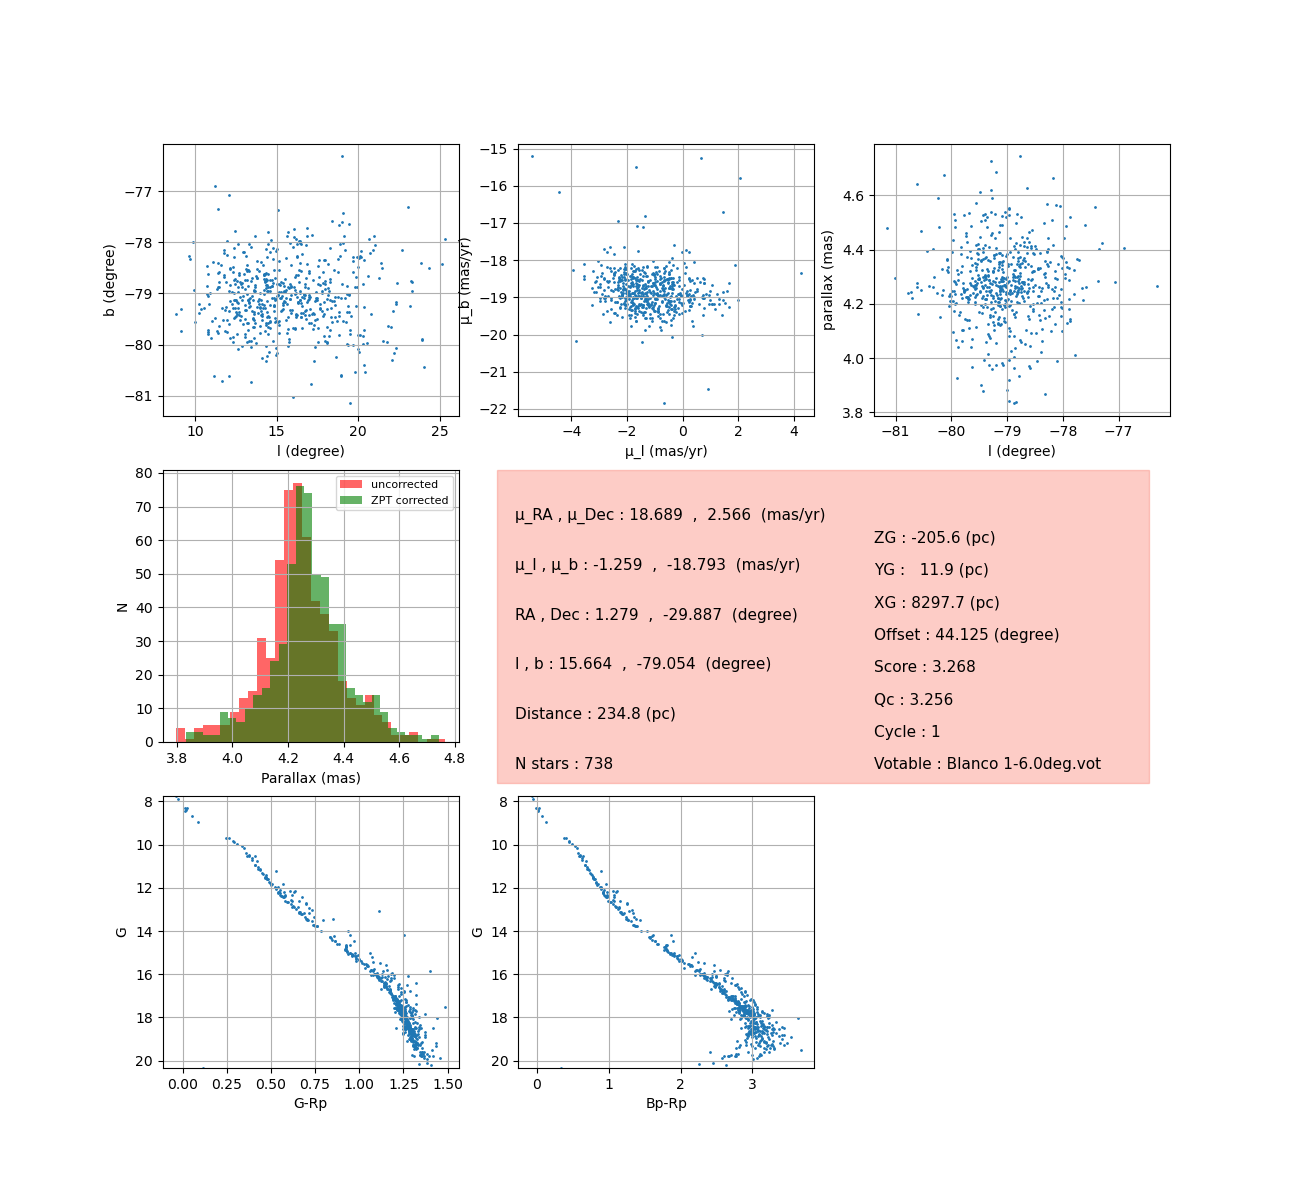 −77
−78
−79
−80
−81
b (degree)
10
15
20
25
l (degree)
−15
−16
−17
−18
−19
−20
−21
−22
μ_b (mas/yr)
−4
−2
0
2
4
μ_l (mas/yr)
4.6
4.4
4.2
4.0
3.8
parallax (mas)
−81
−80
−79
−78
−77
l (degree)
80
70
60
50
40
30
20
10
0
N
uncorrected
ZPT corrected
3.8
4.0
4.2
4.4
4.6
4.8
Parallax (mas)
μ_RA , μ_Dec : 18.689 , 2.566 (mas/yr)
μ_l , μ_b : -1.259 , -18.793 (mas/yr)
RA , Dec : 1.279 , -29.887 (degree)
l , b : 15.664 , -79.054 (degree)
Distance : 234.8 (pc)
N stars : 738
ZG : -205.6 (pc)
YG : 11.9 (pc)
XG : 8297.7 (pc)
Offset : 44.125 (degree)
Score : 3.268
Qc : 3.256
Cycle : 1
Votable : Blanco 1-6.0deg.vot
8
10
12
14
16
18
20
G
0.00
0.25
0.50
0.75
1.00
1.25
1.50
G-Rp
8
10
12
14
16
18
20
G
0
1
2
3
Bp-Rp